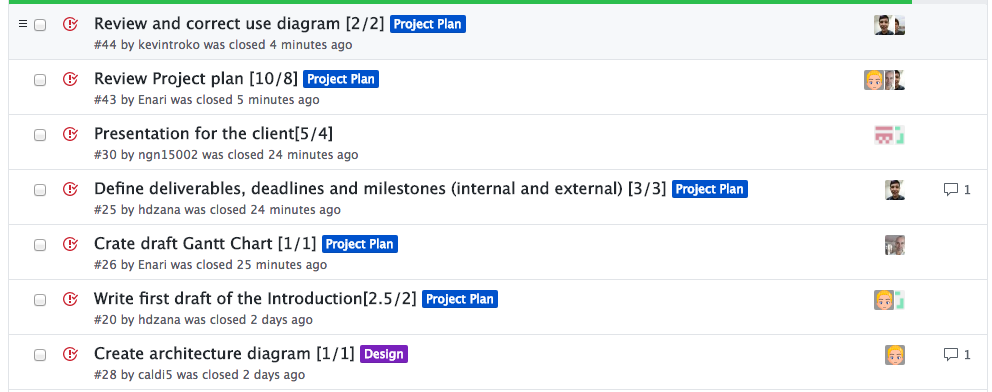 Review and correct use diagram [2/2] Project Plan
#44 by kevintroko was closed 4 minutes ago
Review Project plan [10/8] Project Plan
#43 by Enari was closed 5 minutes ago
Presentation for the client[5/4]
#30 by ngn15002 was closed 24 minutes ago
Define deliverables, deadlines and milestones (internal and external) [3/3] Project Plan 1
#25 by hdzana was closed 24 minutes ago
Crate draft Gantt Chart [1/1] Project Plan
#26 by Enari was closed 25 minutes ago
Write first draft of the Introduction[2.5/2] Project Plan
#20 by hdzana was closed 2 days ago
Create architecture diagram [1/1] Design 1
#28 by caldi5 was closed 2 days ago